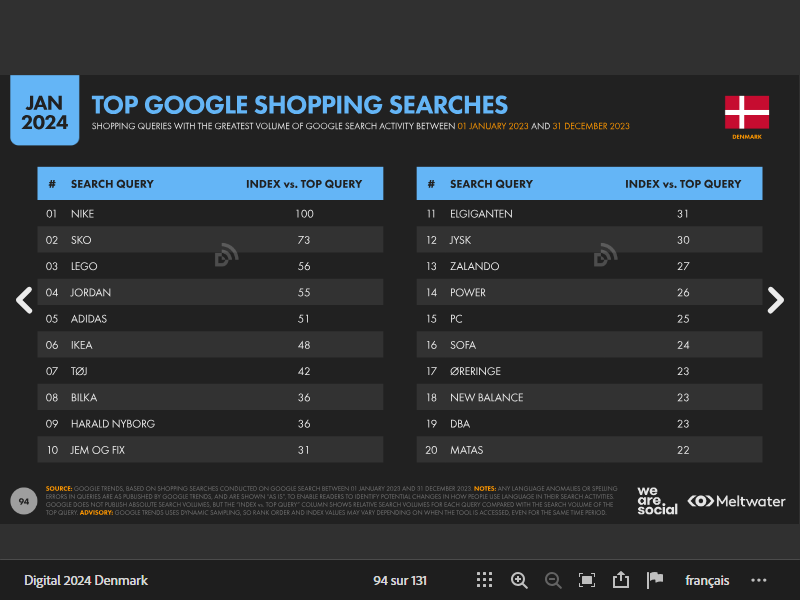 JAN
2024
TOP GOOGLE SHOPPING SEARCHES
SHOPPING QUERIES WITH THE GREATEST VOLUME OF GOOGLE SEARCH ACTIVITY BETWEEN 01 JANUARY 2023 AND 31 DECEMBER 2023
DENMARK
# SEARCH QUERY INDEX vs. TOP QUERY
01 NIKE 100
02 SKO 73
03 LEGO 56
04 JORDAN 55
05 ADIDAS 51
06 IKEA 48
07 TØJ 42
08 BILKA 36
09 HARALD NYBORG 36
10 JEM OG FIX 31
# SEARCH QUERY INDEX vs. TOP QUERY
11 ELGIGANTEN 31
12 JYSK 30
13 ZALANDO 27
14 POWER 26
15 PC 25
16 SOFA 24
17 ØRERINGE 23
18 NEW BALANCE 23
19 DBA 23
20 MATAS 22
94
SOURCE: GOOGLE TRENDS, BASED ON SHOPPING SEARCHES CONDUCTED ON GOOGLE SEARCH BETWEEN 01 JANUARY 2023 AND 31 DECEMBER 2023. NOTES: ANY LANGUAGE ANOMALIES OR SPELLING
ERRORS IN QUERIES ARE AS PUBLISHED BY GOOGLE TRENDS, AND ARE SHOWN "AS IS", TO ENABLE READERS TO IDENTIFY POTENTIAL CHANGES IN HOW PEOPLE USE LANGUAGE IN THEIR SEARCH ACTIVITIES.
GOOGLE DOES NOT PUBLISH ABSOLUTE SEARCH VOLUMES, BUT THE "INDEX vs. TOP QUERY" COLUMN SHOWS RELATIVE SEARCH VOLUMES FOR EACH QUERY COMPARED WITH THE SEARCH VOLUME OF THE
TOP QUERY. ADVISORY: GOOGLE TRENDS USES DYNAMIC SAMPLING, SO RANK ORDER AND INDEX VALUES MAY VARY DEPENDING ON WHEN THE TOOL IS ACCESSED, EVEN FOR THE SAME TIME PERIOD.
we
are.
social
Meltwater
Digital 2024 Denmark
94 sur 131
français